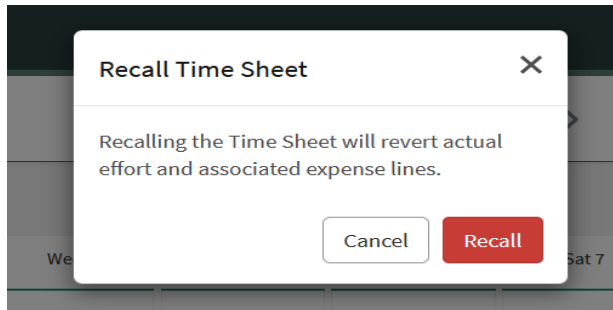 Recall Time Sheet
Recalling the Time Sheet will revert actual
effort and associated expense lines.
Cancel
Recall
We
Sat 7